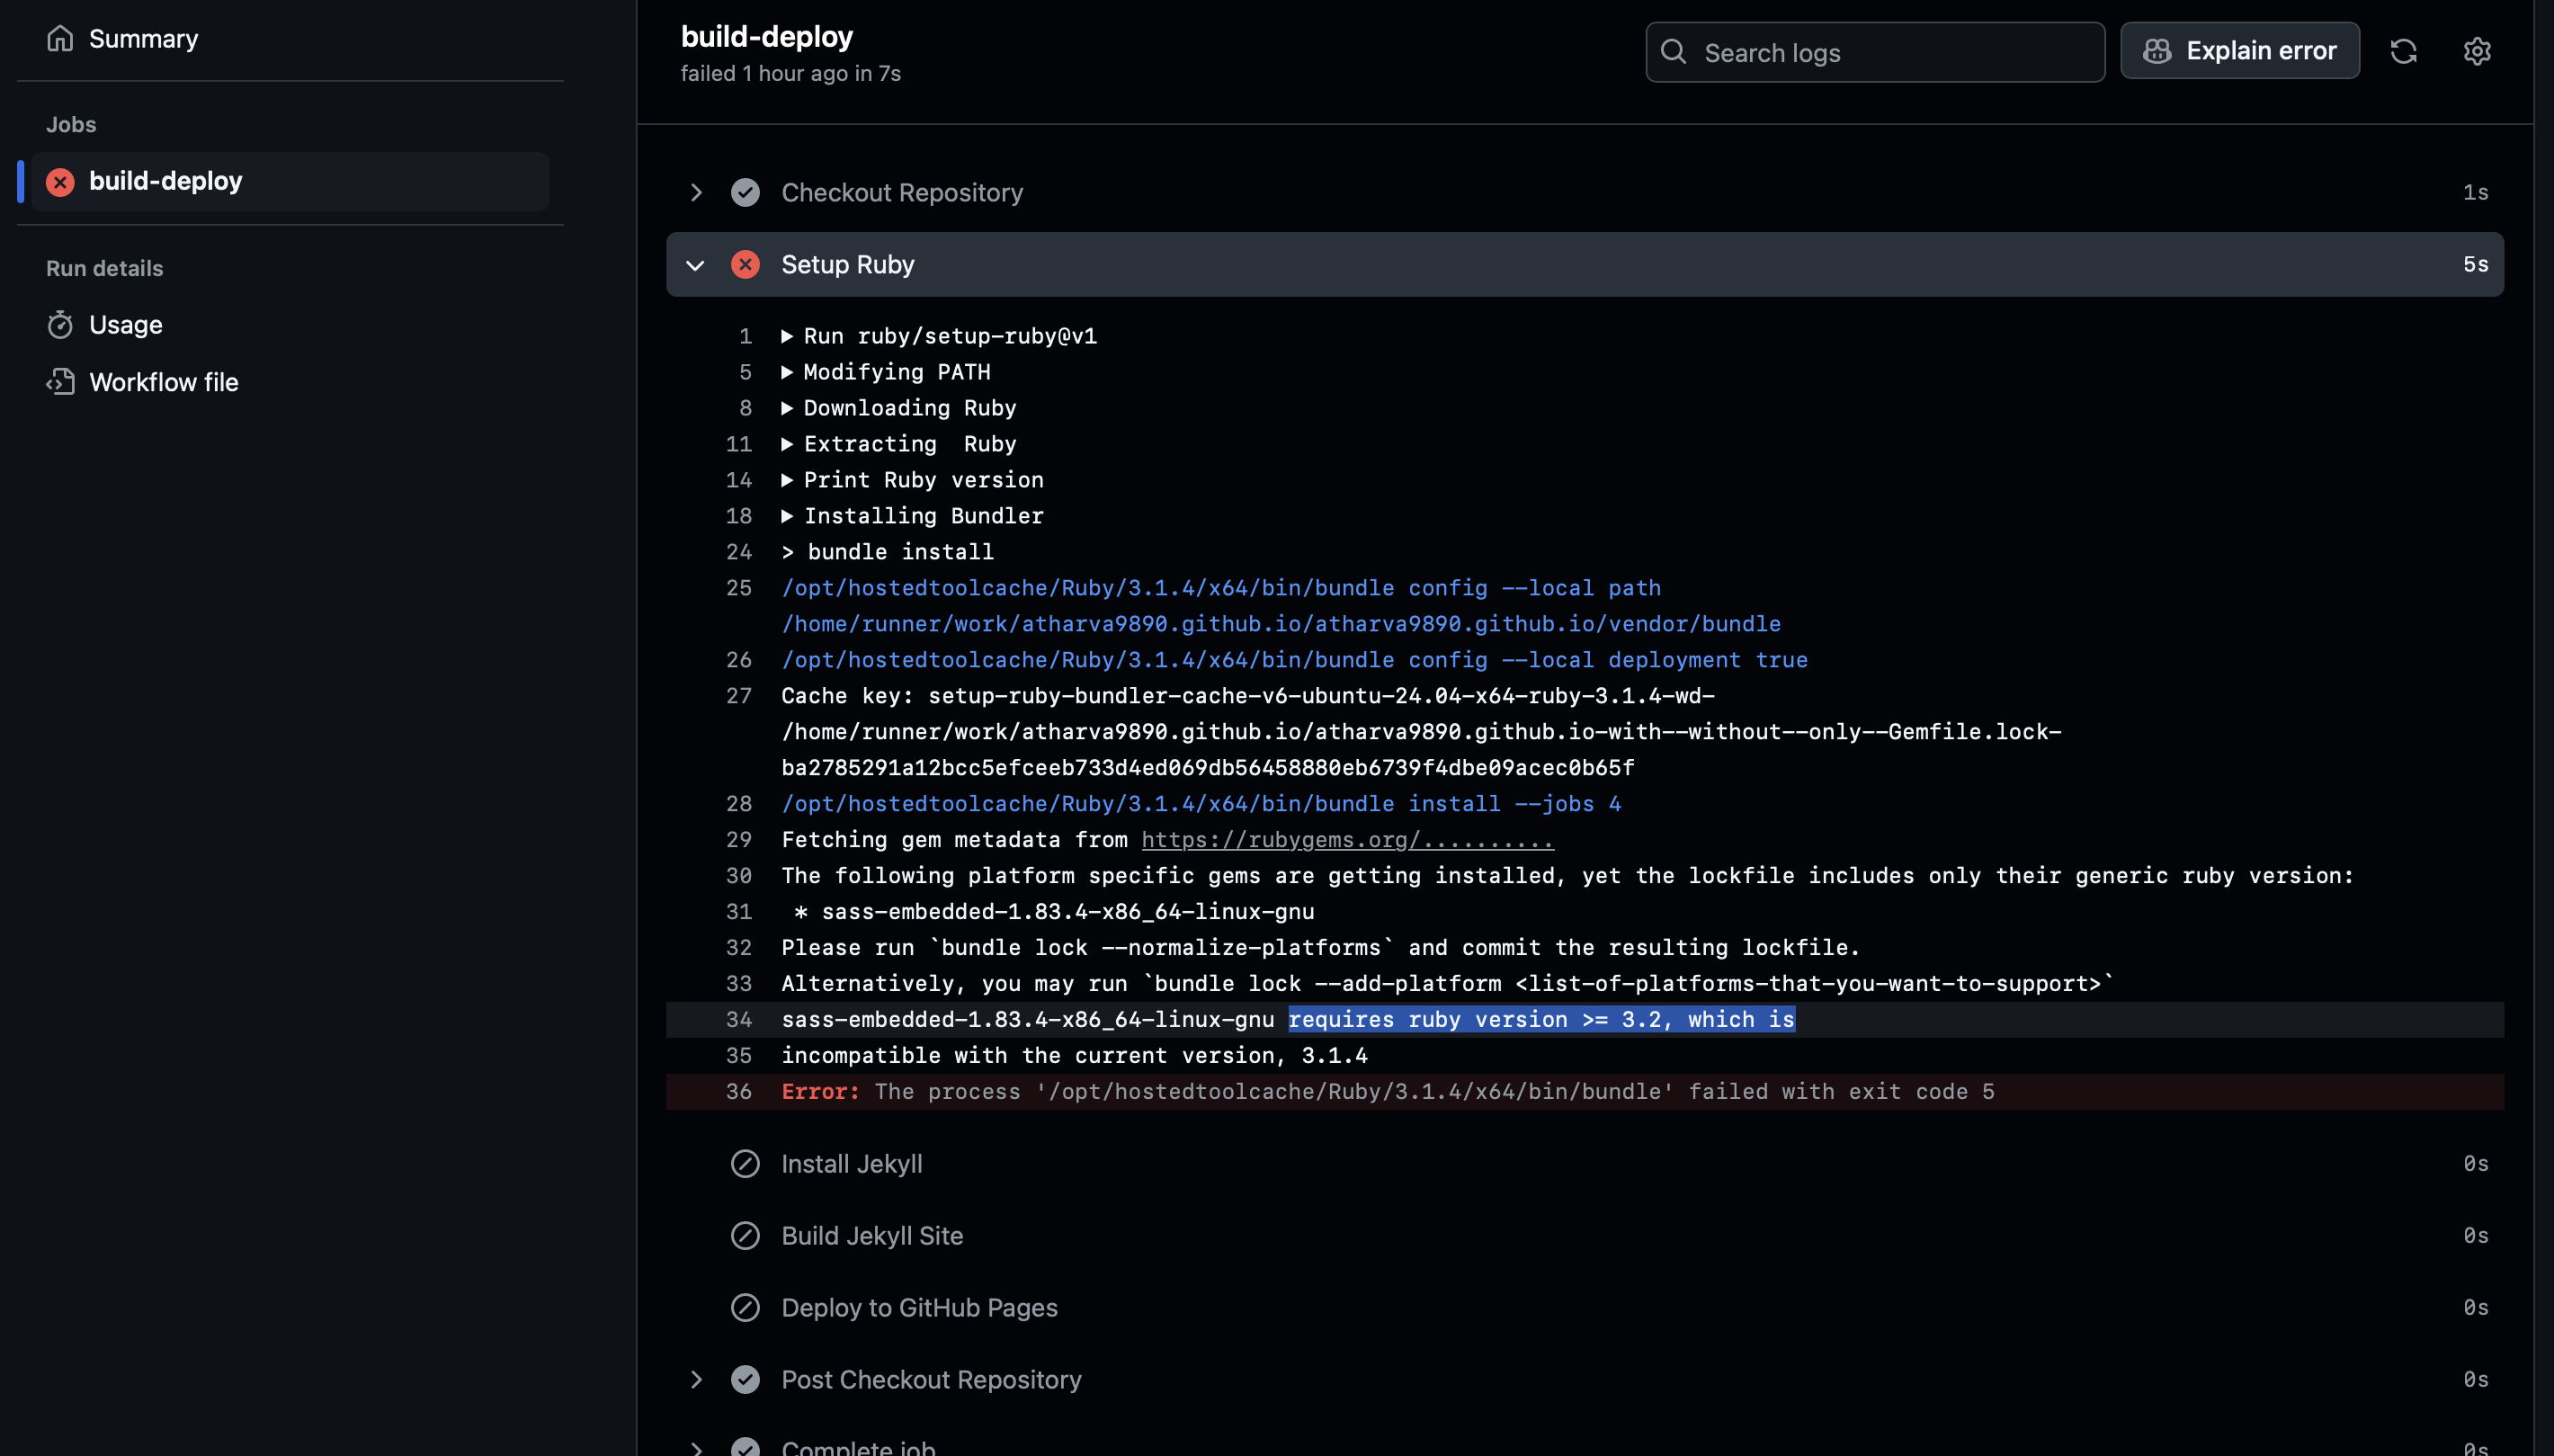 Summary
Jobs
build-deploy
Run details
Usage
Workflow file
build-deploy
failed 1 hour ago in 7s
Search logs
Explain error
Checkout Repository 1s
Setup Ruby 5s
1 ▶ Run ruby/setup-ruby@v1
5 ▶ Modifying PATH
8 ▶ Downloading Ruby
11 ▶ Extracting  Ruby
14 ▶ Print Ruby version
18 ▶ Installing Bundler
24 > bundle install
25 /opt/hostedtoolcache/Ruby/3.1.4/x64/bin/bundle config --local path
/home/runner/work/atharva9890.github.io/atharva9890.github.io/vendor/bundle
26 /opt/hostedtoolcache/Ruby/3.1.4/x64/bin/bundle config --local deployment true
27 Cache key: setup-ruby-bundler-cache-v6-ubuntu-24.04-x64-ruby-3.1.4-wd-
/home/runner/work/atharva9890.github.io/atharva9890.github.io-with--without--only--Gemfile.lock-
ba2785291a12bcc5efceeb733d4ed069db56458880eb6739f4dbe09acec0b65f
28 /opt/hostedtoolcache/Ruby/3.1.4/x64/bin/bundle install --jobs 4
29 Fetching gem metadata from https://rubygems.org/..........
30 The following platform specific gems are getting installed, yet the lockfile includes only their generic ruby version:
31  * sass-embedded-1.83.4-x86_64-linux-gnu
32 Please run `bundle lock --normalize-platforms` and commit the resulting lockfile.
33 Alternatively, you may run `bundle lock --add-platform <list-of-platforms-that-you-want-to-support>`
34 sass-embedded-1.83.4-x86_64-linux-gnu requires ruby version >= 3.2, which is
35 incompatible with the current version, 3.1.4
36 Error: The process '/opt/hostedtoolcache/Ruby/3.1.4/x64/bin/bundle' failed with exit code 5
Install Jekyll 0s
Build Jekyll Site 0s
Deploy to GitHub Pages 0s
Post Checkout Repository 0s
Complete job 0s